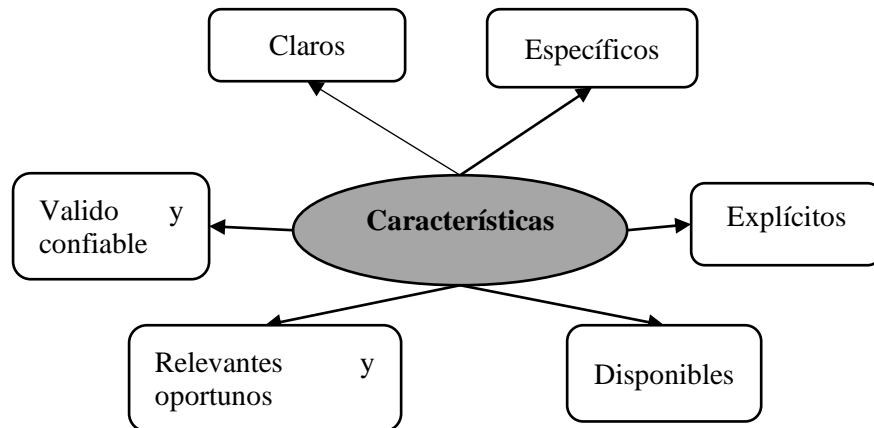 Claros
Específicos
Valido y
confiable
Características
Explícitos
Relevantes y
oportunos
Disponibles